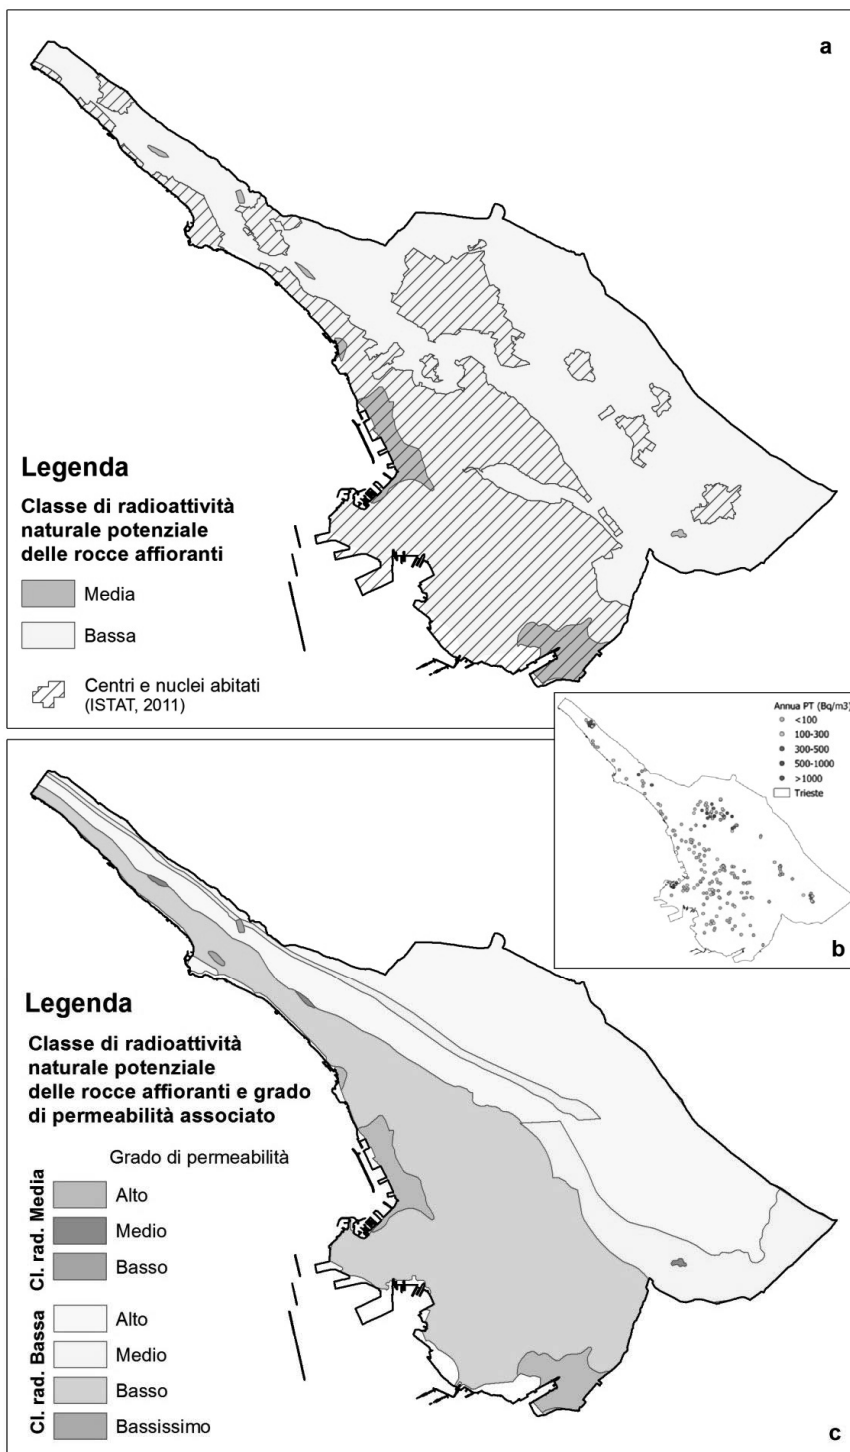 a
Legenda
Classe di radioattività
naturale potenziale
delle rocce affioranti
Media
Bassa
Centri e nuclei abitati
(ISTAT, 2011)
Annua PT (Bq/m3)
<100
100-300
300-500
500-1000
>1000
Trieste
b
Legenda
Classe di radioattività
naturale potenziale
delle rocce affioranti e grado
di permeabilità associato
Grado di permeabilità
Cl. rad. Media
Alto
Medio
Basso
Cl. rad. Bassa
Alto
Medio
Basso
Bassissimo
c